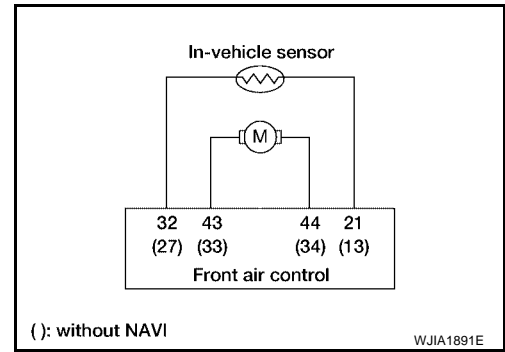 In-vehicle sensor
M
32 43 44 21
(27) (33) (34) (13)
Front air control
( ): without NAVI
WJIA1891E